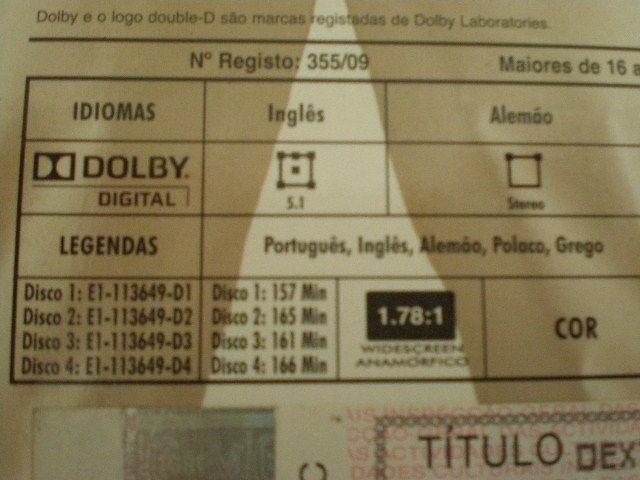 Dolby e o logo double-D são marcas registadas de Dolby Laboratories.
Nº Registo: 355/09
Maiores de 16
IDIOMAS
Inglês
Alemão
DOLBY
DIGITAL
5.1
Stereo
LEGENDAS
Português, Inglês, Alemão, Polaco, Grego
Disco 1: E1-113649-D1
Disco 2: E1-113649-D2
Disco 3: E1-113649-D3
Disco 4: E1-113649-D4
Disco 1: 157 Min
Disco 2: 165 Min
Disco 3: 161 Min
Disco 4: 166 Min
1.78:1
WIDESCREEN
ANAMÓRFICO
COR
TÍTULO DEX